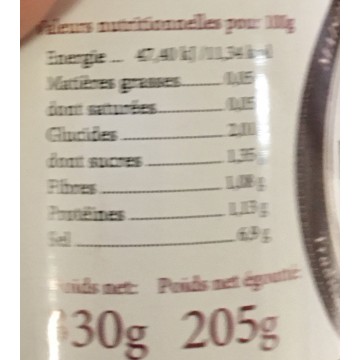 Valeurs nutritionnelles pour 100g
Energie ... 47,40 kJ /11,34 kcal
Matières grasses 0,05
dont saturées 0,05
Glucides 2,01
dont sucres 1,35
Fibres 1,08 g
Protéines 1,13 g
Sel 6,9 g
Poids net: Poids net égoutté
330g 205g